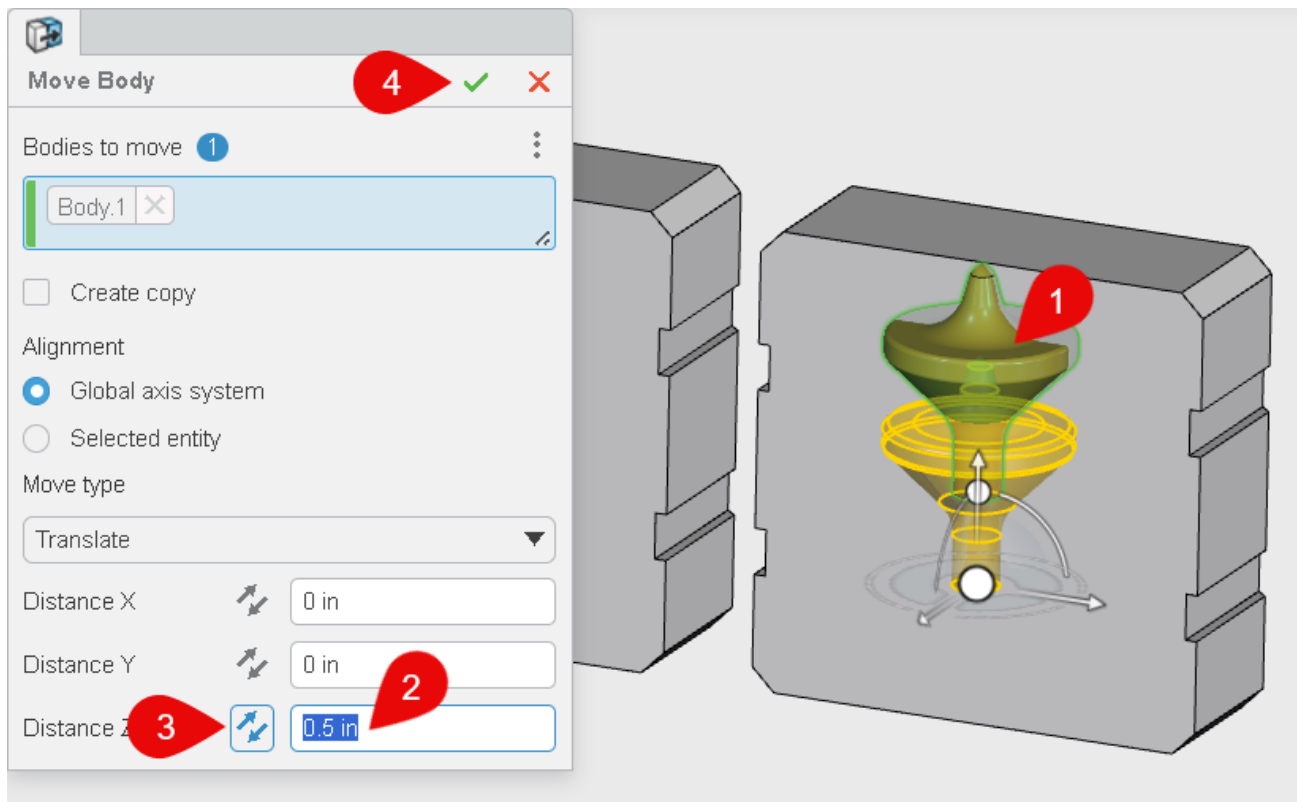 Move Body
4
Bodies to move 1
Body.1
Create copy
Alignment
Global axis system
Selected entity
Move type
Translate
Distance X 0 in
Distance Y 0 in
2
Distance Z 3 0.5 in
1